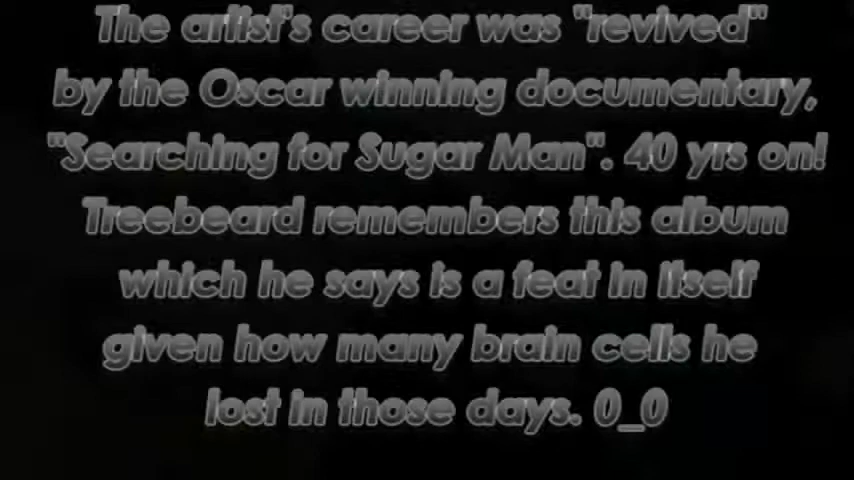 The artist's career was "revived"
by the Oscar winning documentary,
"Searching for Sugar Man". 40 yrs on!
Treebeard remembers this album
which he says is a feat in itself
given how many brain cells he
lost in those days. 0_0